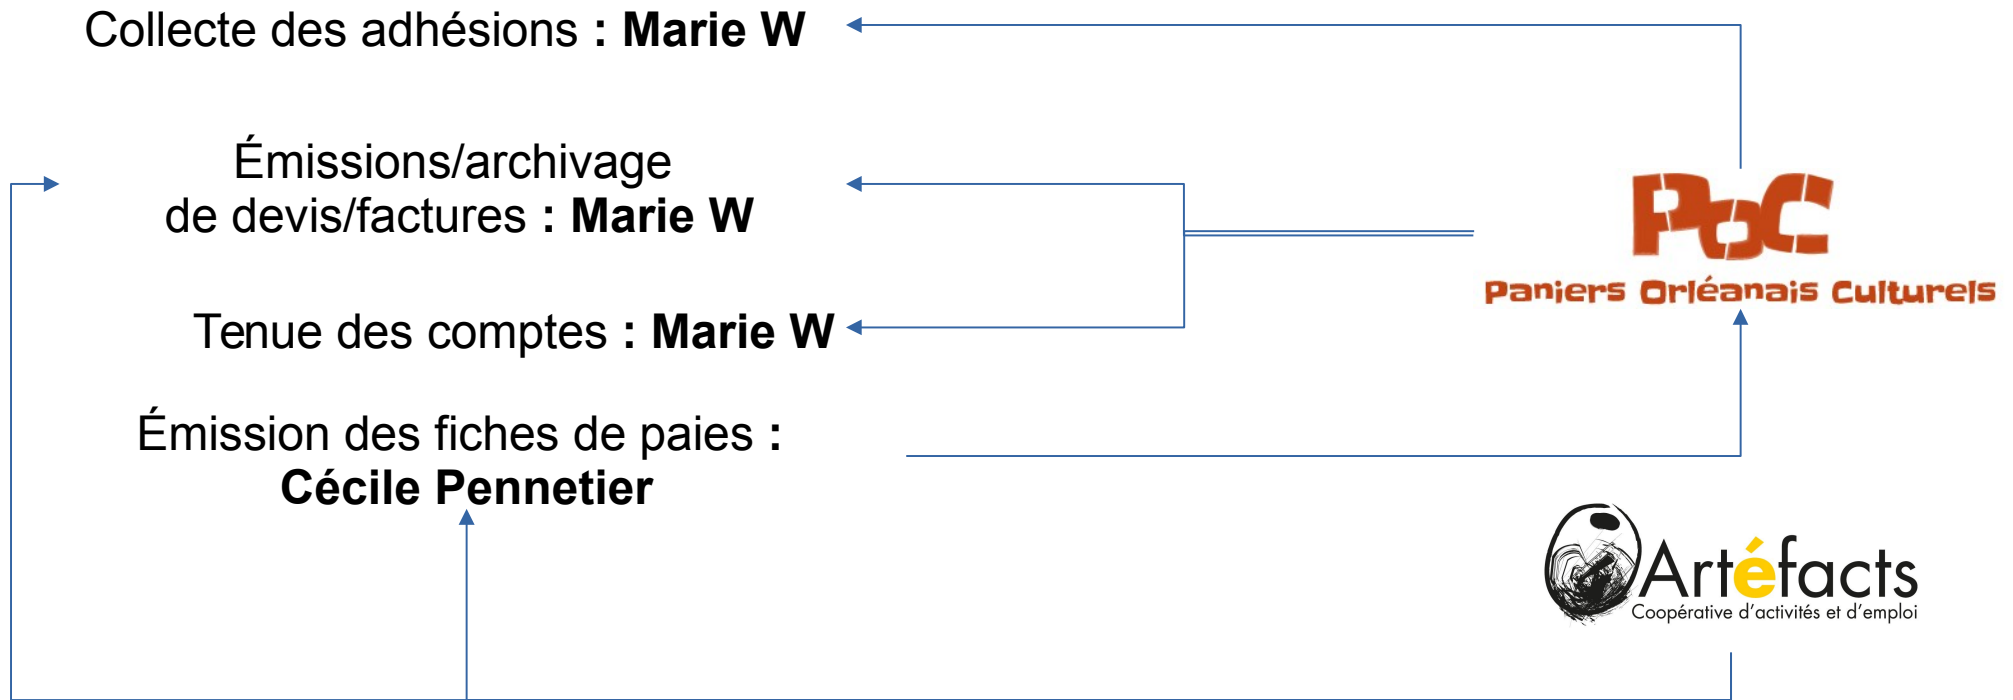 Collecte des adhésions : Marie W
Émissions/archivage
de devis/factures : Marie W
Tenue des comptes : Marie W
Émission des fiches de paies :
Cécile Pennetier
PoC
Paniers Orléanais Culturels
Artéfacts
Coopérative d'activités et d'emploi